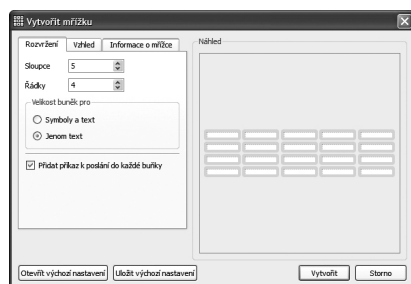 Vytvořit mřížku
Rozvržení Vzhled Informace o mřížce
Náhled
Sloupce 5
Řádky 4
Velikost buněk pro
Symboly a text
Jenom text
Přidat příkaz k poslání do každé buňky
Otevřít výchozí nastavení Uložit výchozí nastavení Vytvořit Storno